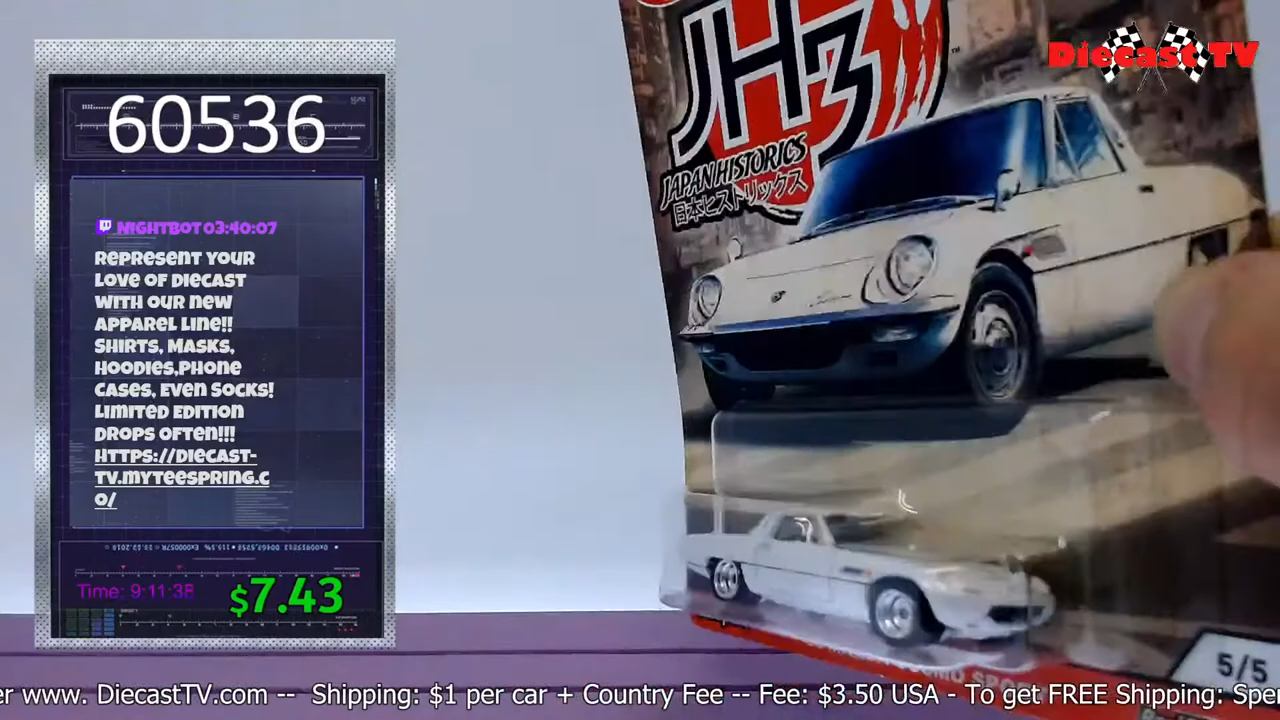 60536
NIGHTBOT 03:40:07
REPRESENT YOUR
LOVE OF DIECAST
WITH OUR NEW
APPAREL LINE!!
SHIRTS, MASKS,
HOODIES,PHONE
CASES, EVEN SOCKS!
LIMITED EDITION
DROPS OFTEN!!!
HTTPS://DIECAST-
TV.MYTEESPRING.C
O/
Time: 9:11:38
$7.43
JH3
JAPAN HISTORICS
日本ヒストリックス
Diecast TV
5/5
er www. DiecastTV.com -- Shipping: $1 per car + Country Fee -- Fee: $3.50 USA - To get FREE Shipping: Spe